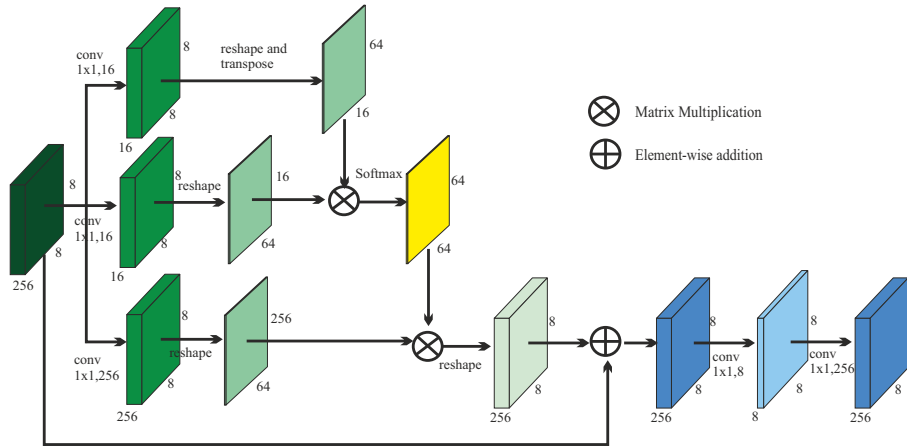 conv
1x1,16
8
8
16
reshape and
transpose
64
16
Matrix Multiplication
Element-wise addition
8
8
256
conv
1x1,16
8
8
16
reshape
16
64
Softmax
64
64
conv
1x1,256
8
8
256
reshape
256
64
reshape
8
8
256
8
8
256
conv
1x1,8
8
8
8
conv
1x1,256
8
8
256